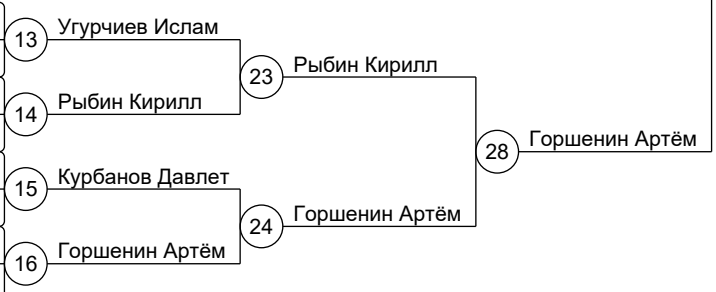 13 Угурчиев Ислам
23 Рыбин Кирилл
14 Рыбин Кирилл
28 Горшенин Артём
15 Курбанов Давлет
24 Горшенин Артём
16 Горшенин Артём